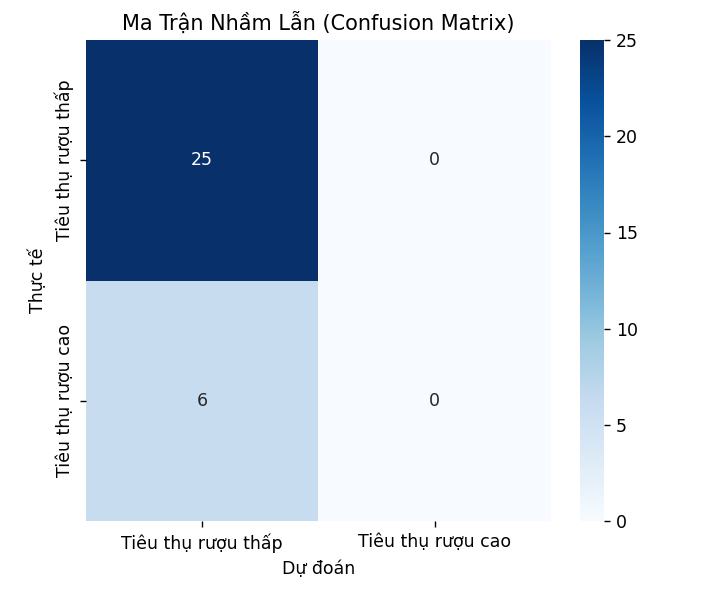 Ma Trận Nhầm Lẫn (Confusion Matrix)
Thực tế
Tiêu thụ rượu thấp
Tiêu thụ rượu cao
25
0
6
0
Tiêu thụ rượu thấp
Tiêu thụ rượu cao
Dự đoán
25
20
15
10
5
0